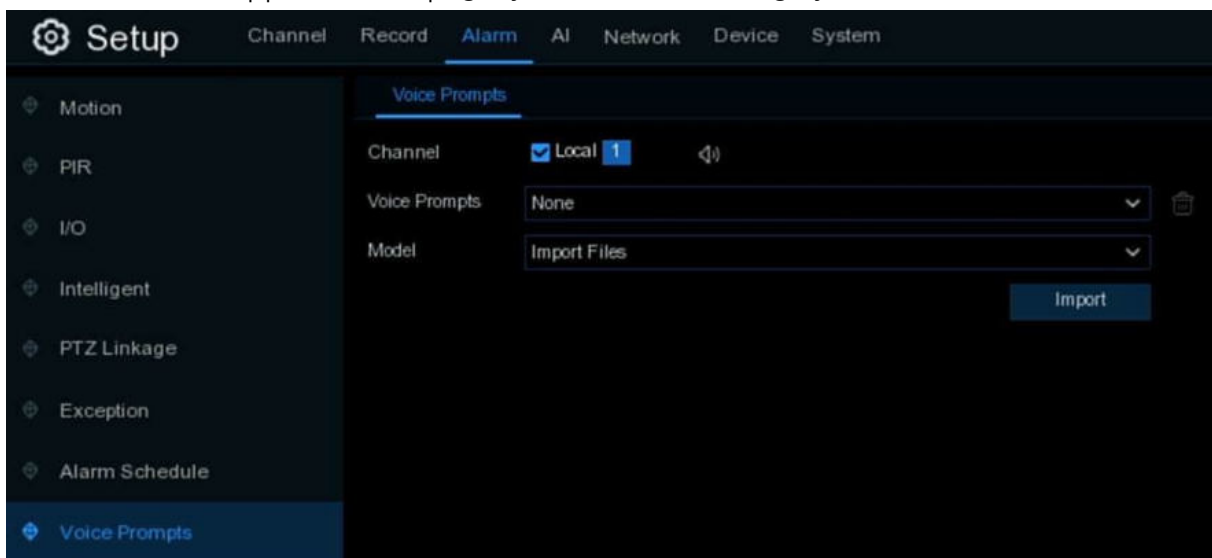 Setup Channel Record Alarm AI Network Device System
Motion
PIR
I/O
Intelligent
PTZ Linkage
Exception
Alarm Schedule
Voice Prompts
Voice Prompts
Channel Local 1
Voice Prompts None
Model Import Files
Import